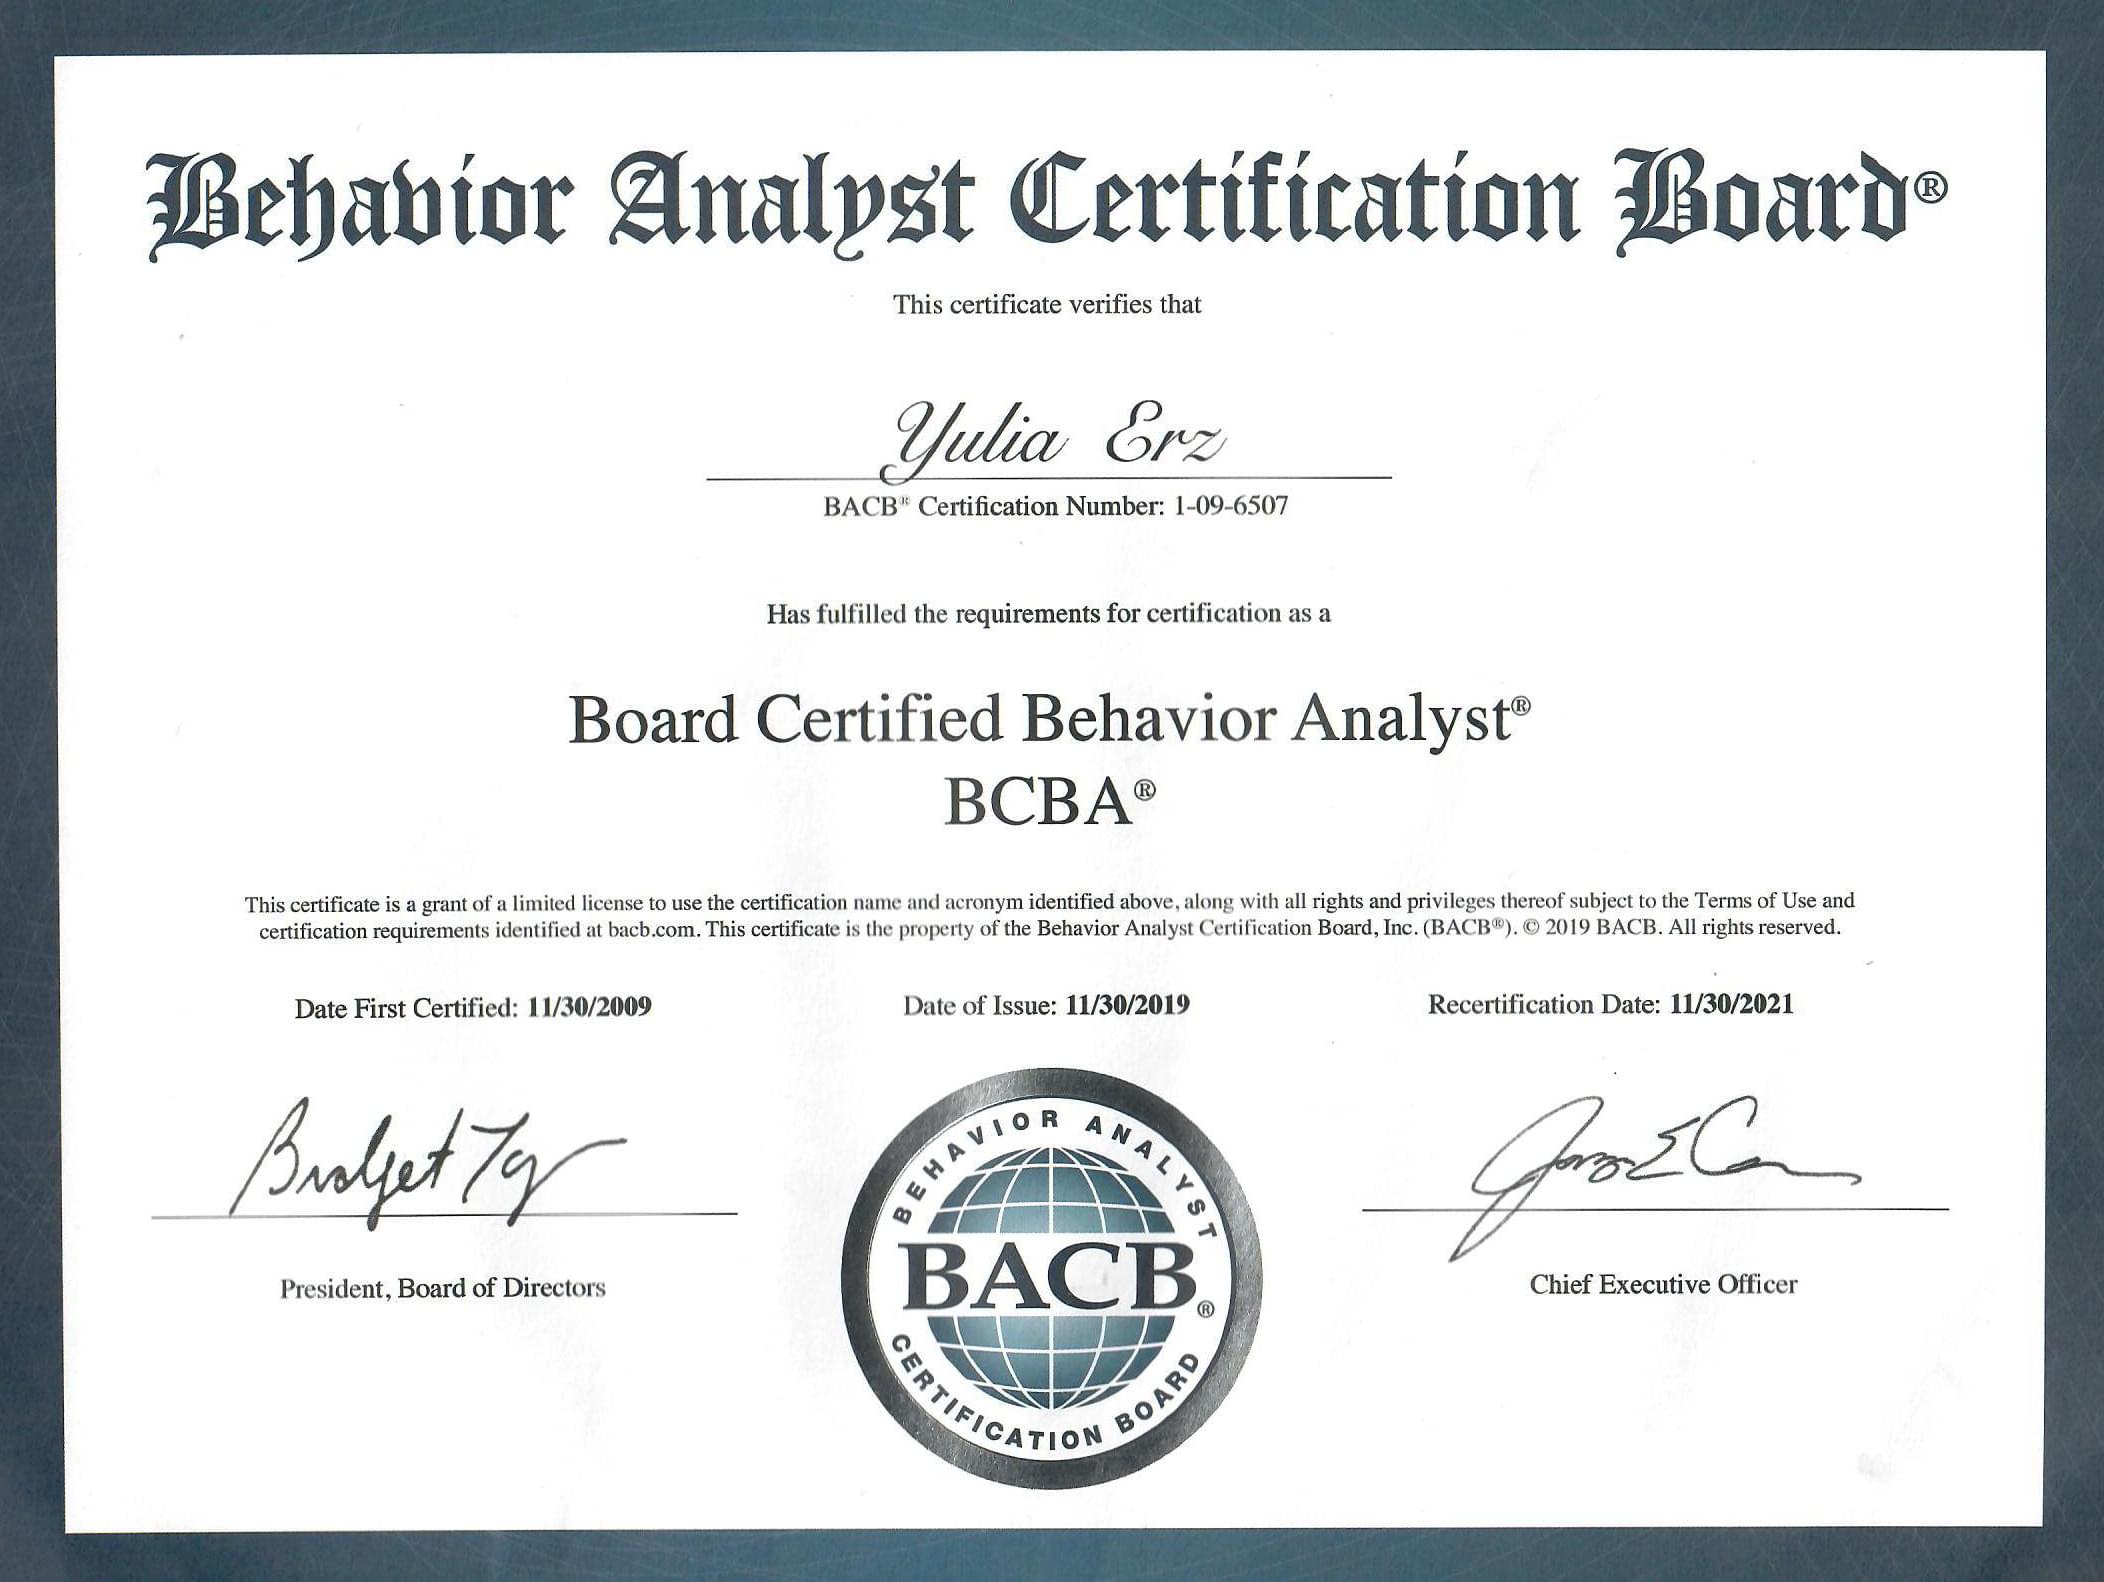 Behavior Analyst Certification Board®
This certificate verifies that
Yulia Erz
BACB® Certification Number: 1-09-6507
Has fulfilled the requirements for certification as a
Board Certified Behavior Analyst®
BCBA®
This certificate is a grant of a limited license to use the certification name and acronym identified above, along with all rights and privileges thereof subject to the Terms of Use and
certification requirements identified at bacb.com. This certificate is the property of the Behavior Analyst Certification Board, Inc. (BACB®). © 2019 BACB. All rights reserved.
Date First Certified: 11/30/2009
Date of Issue: 11/30/2019
Recertification Date: 11/30/2021
Bridget
President, Board of Directors
BEHAVIOR ANALYST
BACB®
CERTIFICATION BOARD
Chief Executive Officer